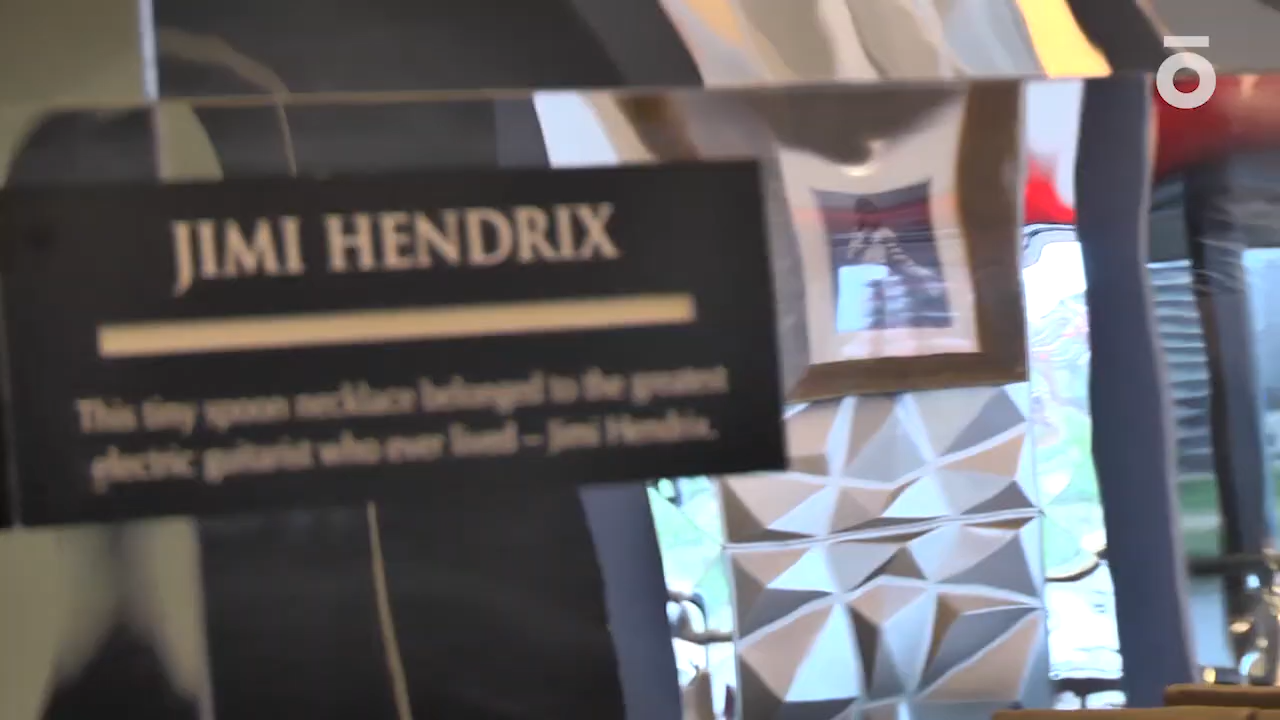 JIMI HENDRIX
This tiny spoon necklace belonged to the greatest
electric guitarist who ever lived – Jimi Hendrix.